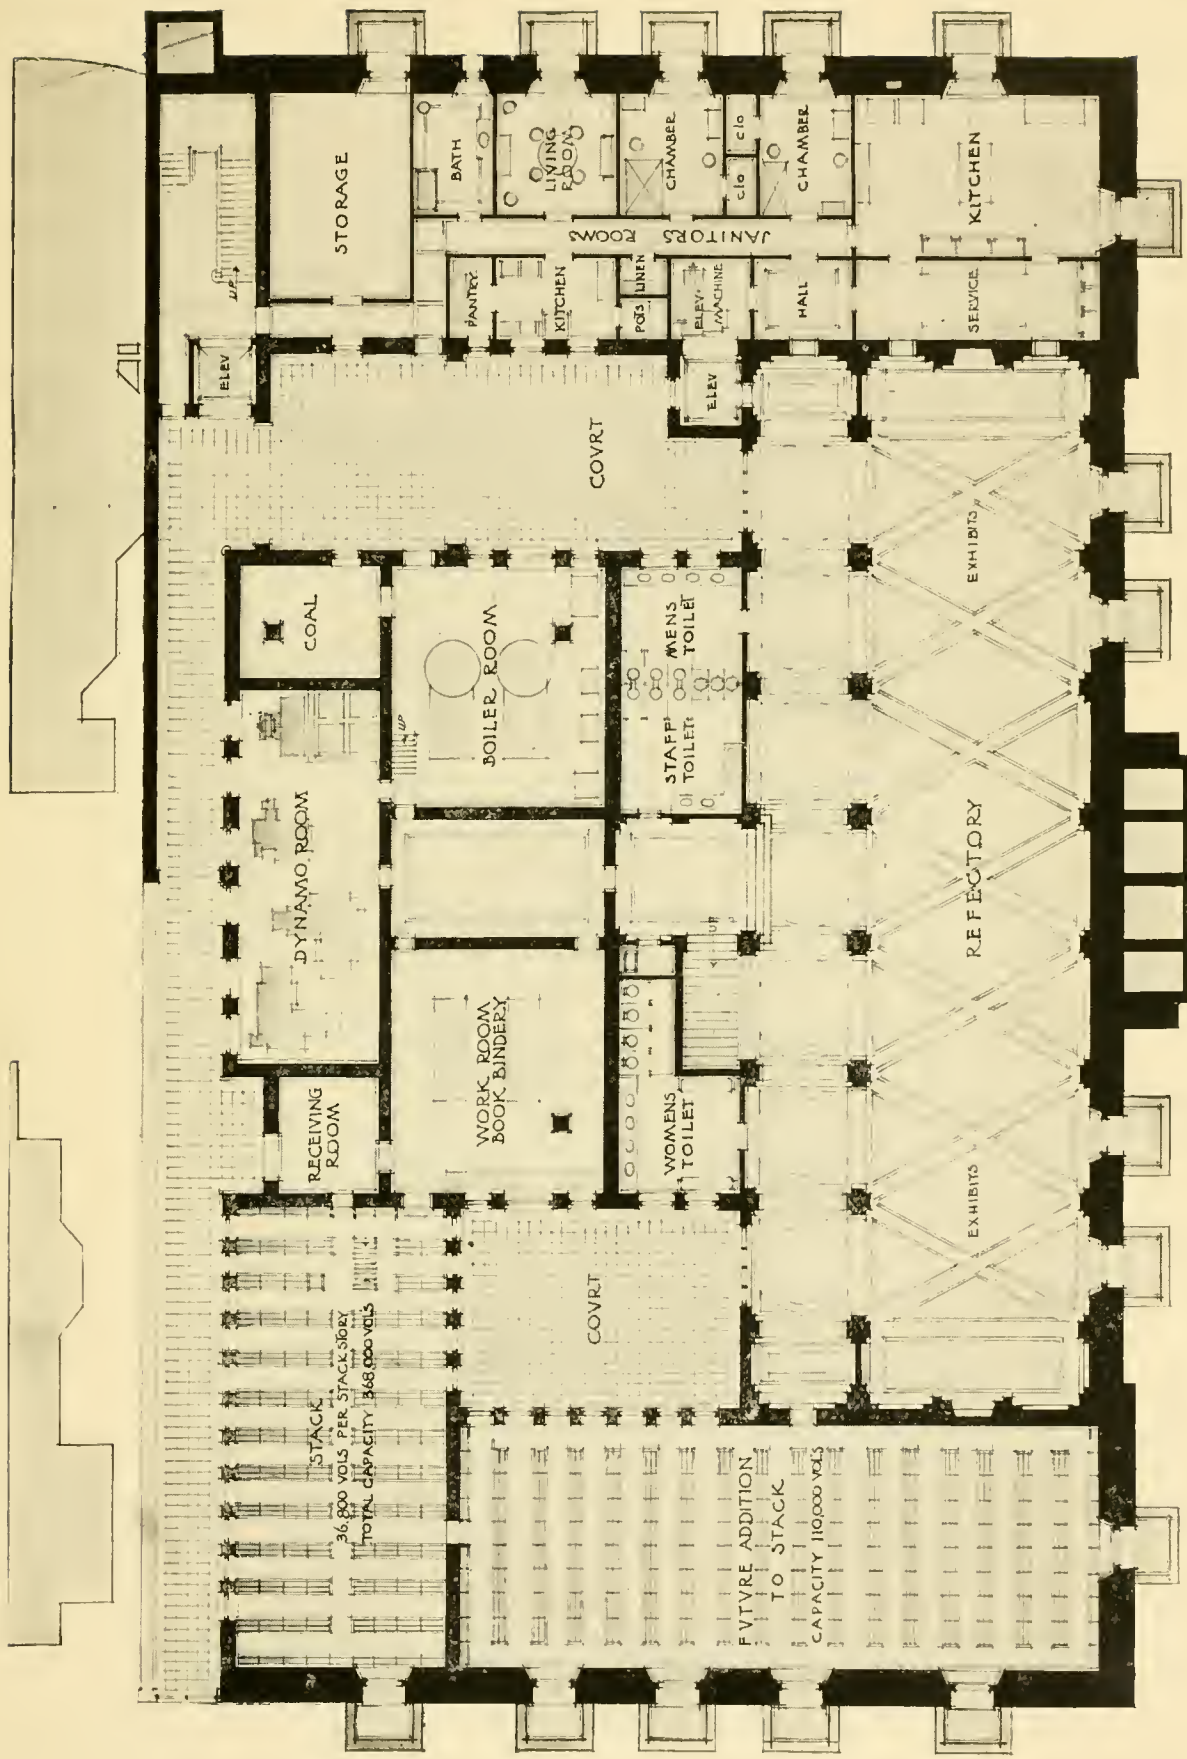 STACK
36,800 VOLS PER STACK STORY
TOTAL CAPACITY 368,000 VOLS
RECEIVING
ROOM
DYNAMO ROOM
COAL
ELEV
UP
STORAGE
FVTVRE ADDITION
TO STACK
CAPACITY 110,000 VOLS
COVRT
WORK ROOM
BOOK BINDERY
BOILER ROOM
UP
COVRT
PANTRY
KITCHEN
POTS
LINEN
ELEV.
MACHINE
HALL
SERVICE
ELEV
JANITORS ROOMS
BATH
LIVING
ROOM
CHAMBER
clo
clo
CHAMBER
KITCHEN
WOMENS
TOILET
UP
STAFF
TOILET
MENS
TOILET
EXHIBITS
REFECTORY
EXHIBITS